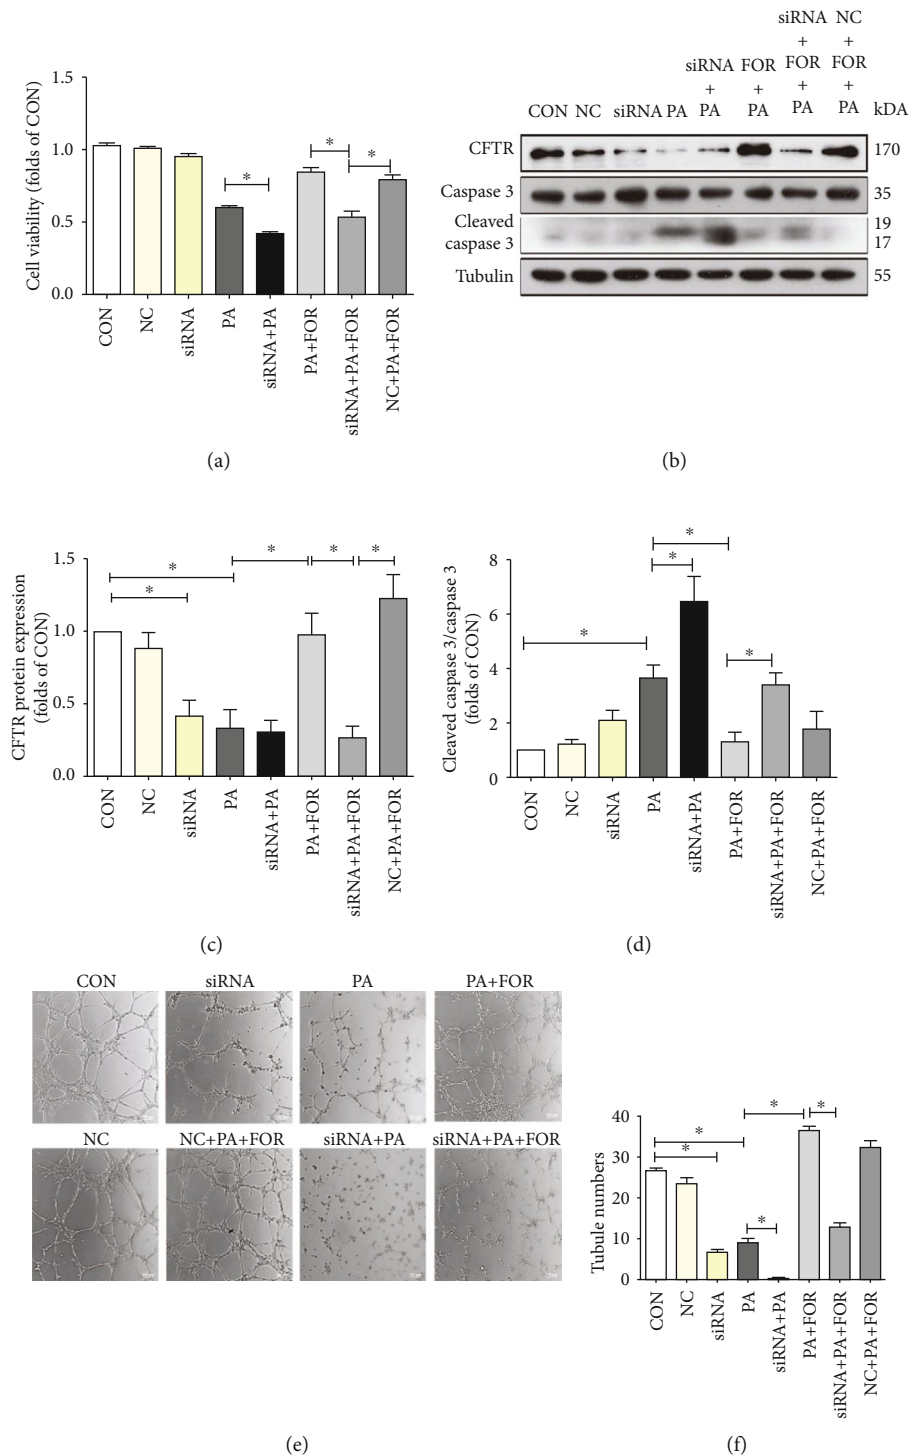 Cell viability (folds of CON)
1.5
1.0
0.5
0.0
*
*
*
CON
NC
siRNA
PA
siRNA+PA
PA+FOR
siRNA+PA+FOR
NC+PA+FOR
(a)
siRNA NC
+ +
siRNA FOR FOR FOR
+ + + +
CON NC siRNA PA PA PA PA PA kDA
CFTR 170
Caspase 3 35
Cleaved 19
caspase 3 17
Tubulin 55
(b)
CFTR protein expression
(folds of CON)
1.5
1.0
0.5
0.0
*
*
*
*
*
CON
NC
siRNA
PA
siRNA+PA
PA+FOR
siRNA+PA+FOR
NC+PA+FOR
(c)
Cleaved caspase 3/caspase 3
(folds of CON)
8
6
4
2
0
*
*
*
*
CON
NC
siRNA
PA
siRNA+PA
PA+FOR
siRNA+PA+FOR
NC+PA+FOR
(d)
CON siRNA PA PA+FOR
NC NC+PA+FOR siRNA+PA siRNA+PA+FOR
(e)
Tubule numbers
40
30
20
10
0
*
*
*
*
*
CON
NC
siRNA
PA
siRNA+PA
PA+FOR
siRNA+PA+FOR
NC+PA+FOR
(f)